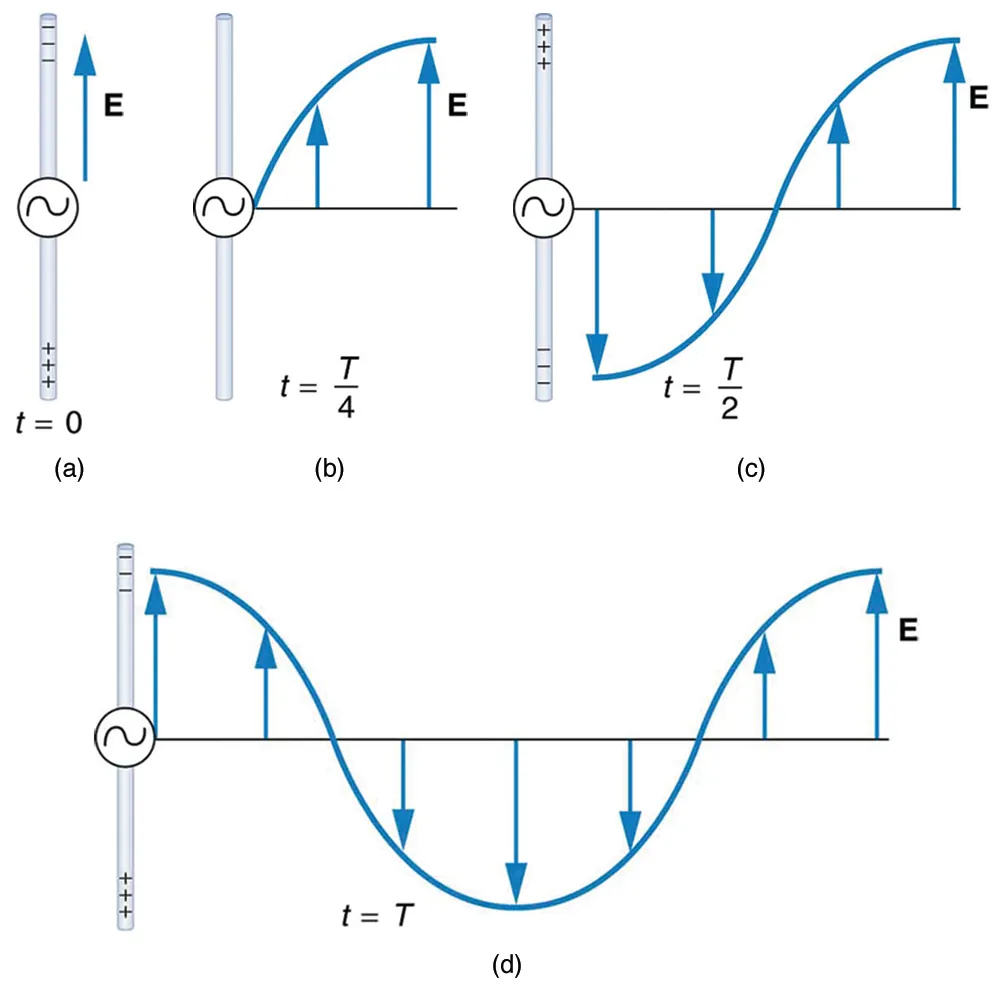 E
t = 0
(a)
E
t = T/4
(b)
E
t = T/2
(c)
E
t = T
(d)